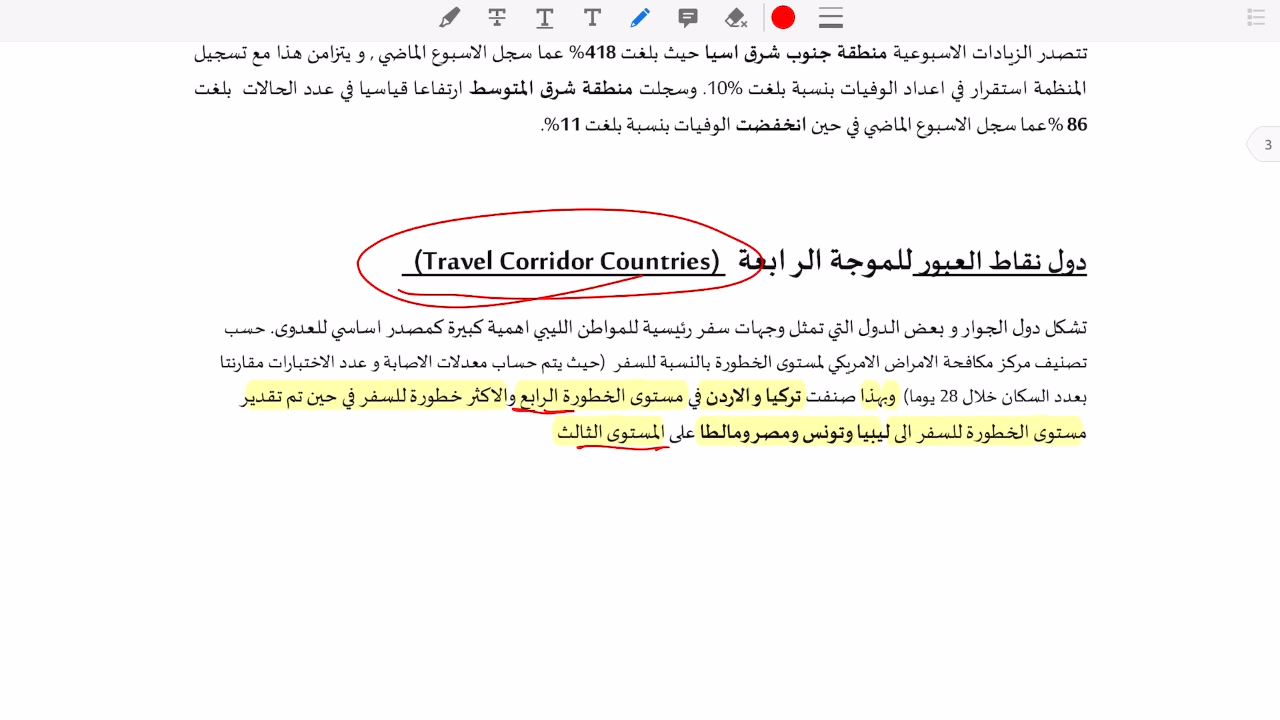 تتصدر الزيادات الاسبوعية منطقة جنوب شرق اسيا حيث بلغت 418% عما سجل الاسبوع الماضي , و يتزامن هذا مع تسجيل
المنظمة استقرار في اعداد الوفيات بنسبة بلغت 10%. وسجلت منطقة شرق المتوسط ارتفاعا قياسيا في عدد الحالات بلغت
86 %عما سجل الاسبوع الماضي في حين انخفضت الوفيات بنسبة بلغت 11%.
3
دول نقاط العبور للموجة الرابعة (Travel Corridor Countries)
تشكل دول الجوار و بعض الدول التي تمثل وجهات سفر رئيسية للمواطن الليبي اهمية كبيرة كمصدر اساسي للعدوى. حسب
تصنيف مركز مكافحة الامراض الامريكي لمستوى الخطورة بالنسبة للسفر (حيث يتم حساب معدلات الاصابة و عدد الاختبارات مقارنتا
بعدد السكان خلال 28 يوما) وبهذا صنفت تركيا و الاردن في مستوى الخطورة الرابع والاكثر خطورة للسفر في حين تم تقدير
مستوى الخطورة للسفر الى ليبيا وتونس ومصرومالطا على المستوى الثالث